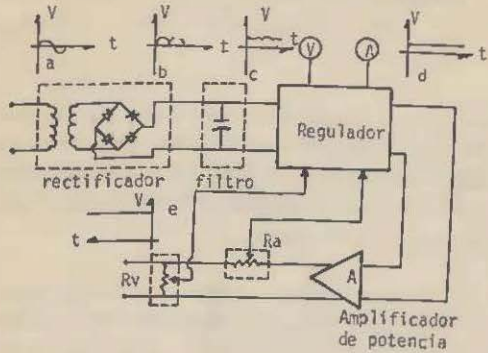 V
t
a
V
t
b
V
t
c
V
A
V
t
d
Regulador
rectificador
filtro
V
e
t
Ra
Rv
A
Amplificador
de potencia